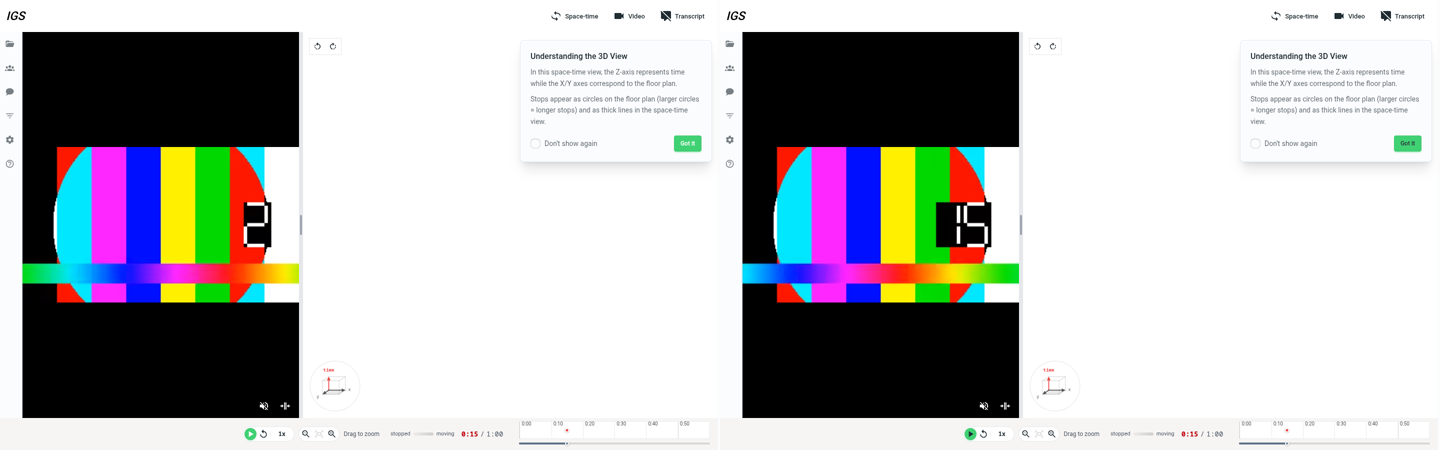 IGS
Space-time
Video
Transcript
Understanding the 3D View
In this space-time view, the Z-axis represents time
while the X/Y axes correspond to the floor plan.
Stops appear as circles on the floor plan (larger circles
= longer stops) and as thick lines in the space-time
view.
Don't show again
Got it
2
time
1x
Drag to zoom
stopped
moving
0:15 / 1:00
0:00
0:10
0:20
0:30
0:40
0:50
IGS
Space-time
Video
Transcript
Understanding the 3D View
In this space-time view, the Z-axis represents time
while the X/Y axes correspond to the floor plan.
Stops appear as circles on the floor plan (larger circles
= longer stops) and as thick lines in the space-time
view.
Don't show again
Got it
15
time
1x
Drag to zoom
stopped
moving
0:15 / 1:00
0:00
0:10
0:20
0:30
0:40
0:50